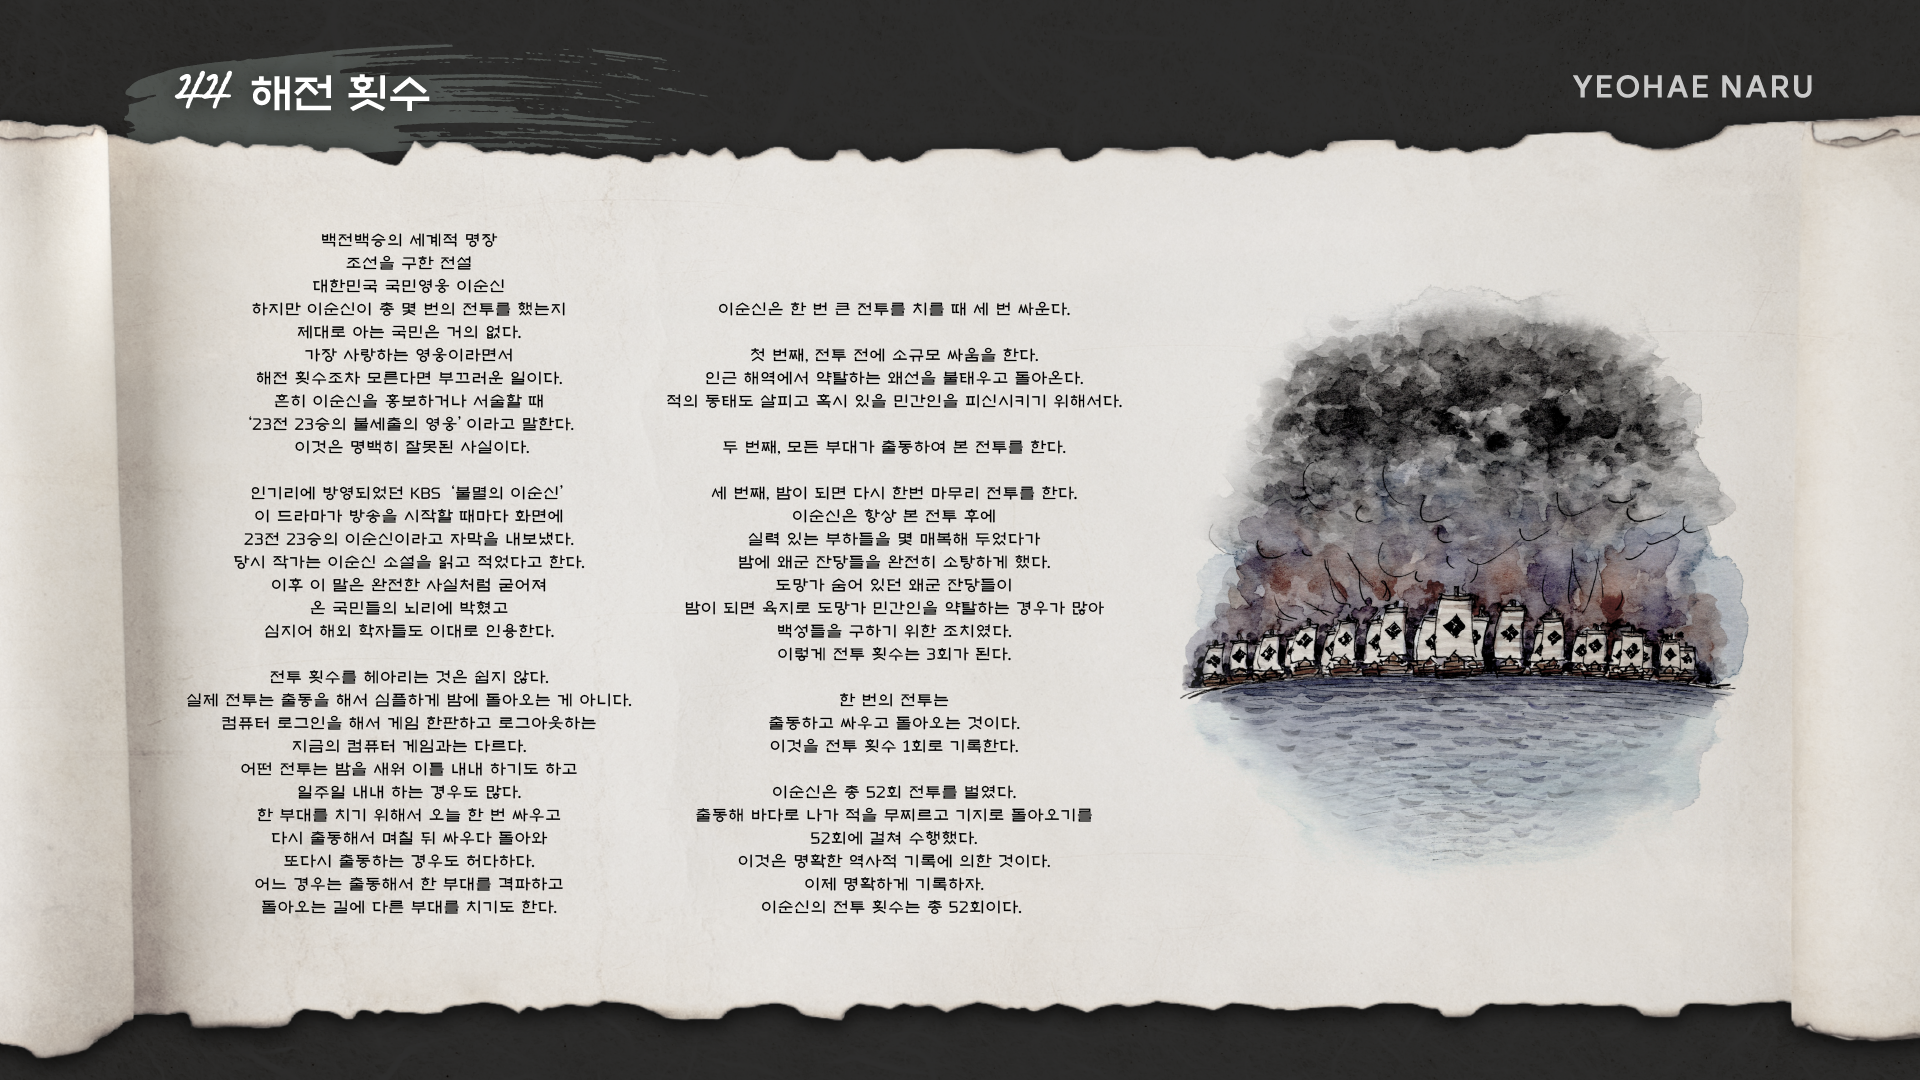 44 해전 횟수
YEOHAE NARU
백전백승의 세계적 명장
조선을 구한 전설
대한민국 국민영웅 이순신
하지만 이순신이 총 몇 번의 전투를 했는지
제대로 아는 국민은 거의 없다.
가장 사랑하는 영웅이라면서
해전 횟수조차 모른다면 부끄러운 일이다.
흔히 이순신을 홍보하거나 서술할 때
‘23전 23승의 불세출의 영웅’ 이라고 말한다.
이것은 명백히 잘못된 사실이다.
인기리에 방영되었던 KBS ‘불멸의 이순신’
이 드라마가 방송을 시작할 때마다 화면에
23전 23승의 이순신이라고 자막을 내보냈다.
당시 작가는 이순신 소설을 읽고 적었다고 한다.
이후 이 말은 완전한 사실처럼 굳어져
온 국민들의 뇌리에 박혔고
심지어 해외 학자들도 이대로 인용한다.
전투 횟수를 헤아리는 것은 쉽지 않다.
실제 전투는 출동을 해서 심플하게 밤에 돌아오는 게 아니다.
컴퓨터 로그인을 해서 게임 한판하고 로그아웃하는
지금의 컴퓨터 게임과는 다르다.
어떤 전투는 밤을 새워 이틀 내내 하기도 하고
일주일 내내 하는 경우도 많다.
한 부대를 치기 위해서 오늘 한 번 싸우고
다시 출동해서 며칠 뒤 싸우다 돌아와
또다시 출동하는 경우도 허다하다.
어느 경우는 출동해서 한 부대를 격파하고
돌아오는 길에 다른 부대를 치기도 한다.
이순신은 한 번 큰 전투를 치를 때 세 번 싸운다.
첫 번째, 전투 전에 소규모 싸움을 한다.
인근 해역에서 약탈하는 왜선을 불태우고 돌아온다.
적의 동태도 살피고 혹시 있을 민간인을 피신시키기 위해서다.
두 번째, 모든 부대가 출동하여 본 전투를 한다.
세 번째, 밤이 되면 다시 한번 마무리 전투를 한다.
이순신은 항상 본 전투 후에
실력 있는 부하들을 몇 매복해 두었다가
밤에 왜군 잔당들을 완전히 소탕하게 했다.
도망가 숨어 있던 왜군 잔당들이
밤이 되면 육지로 도망가 민간인을 약탈하는 경우가 많아
백성들을 구하기 위한 조치였다.
이렇게 전투 횟수는 3회가 된다.
한 번의 전투는
출동하고 싸우고 돌아오는 것이다.
이것을 전투 횟수 1회로 기록한다.
이순신은 총 52회 전투를 벌였다.
출동해 바다로 나가 적을 무찌르고 기지로 돌아오기를
52회에 걸쳐 수행했다.
이것은 명확한 역사적 기록에 의한 것이다.
이제 명확하게 기록하자.
이순신의 전투 횟수는 총 52회이다.